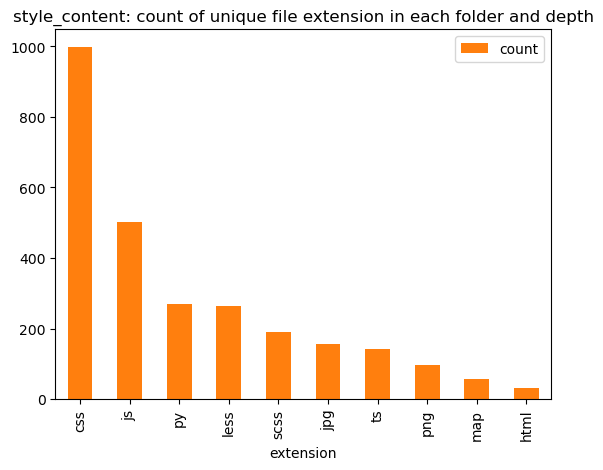 style_content: count of unique file extension in each folder and depth
count
1000
800
600
400
200
0
css
js
py
less
scss
jpg
ts
png
map
html
extension